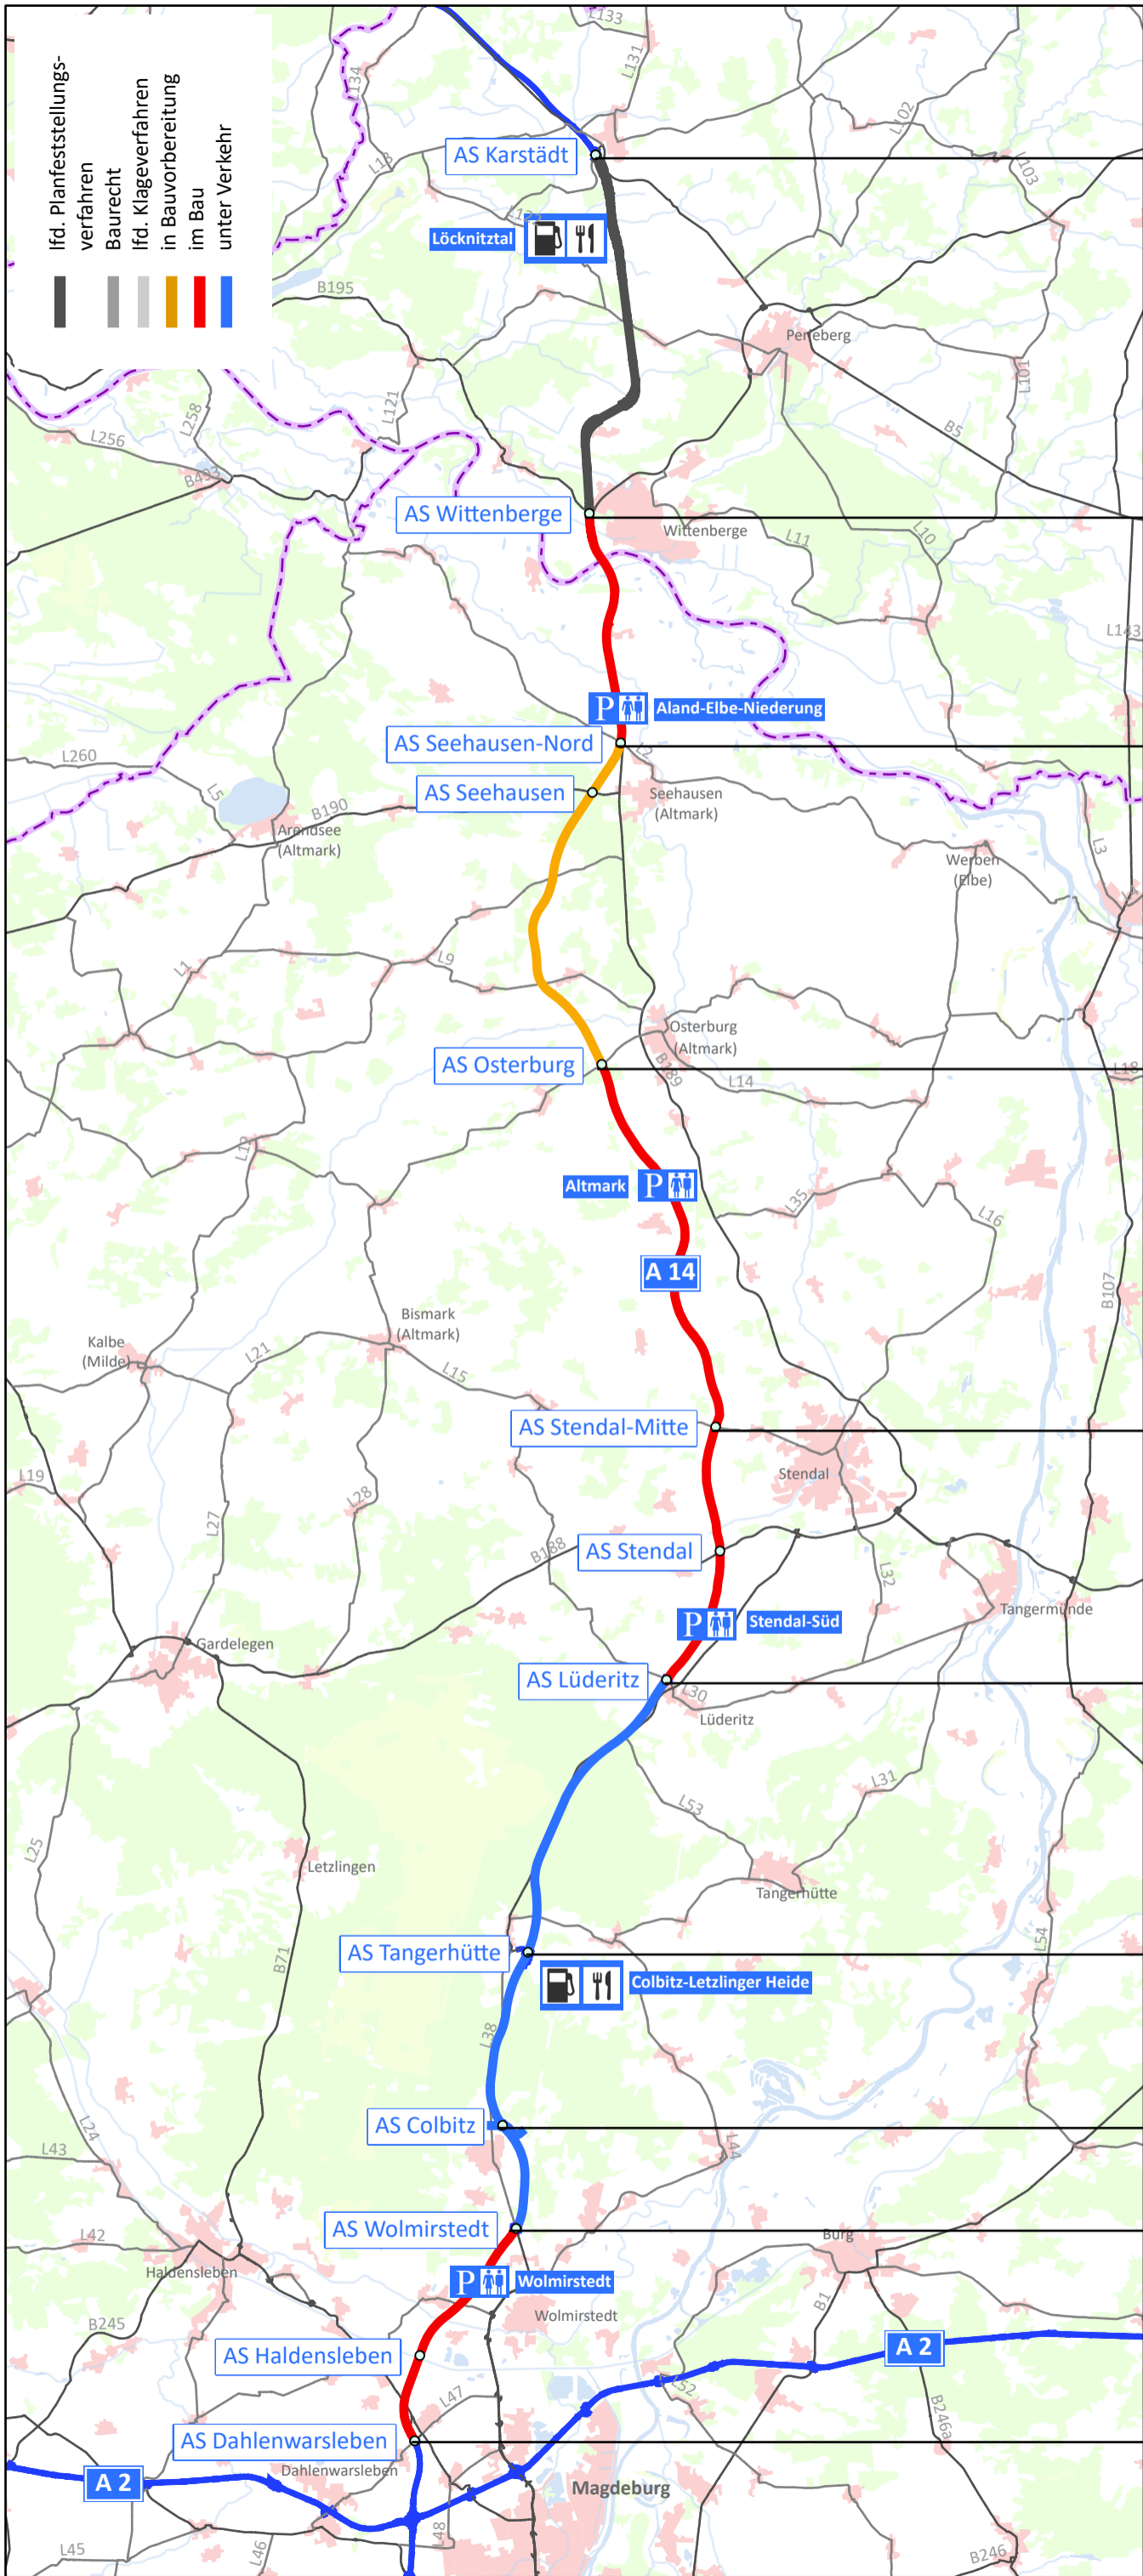 lfd. Planfeststellungs-
verfahren
Baurecht
lfd. Klageverfahren
in Bauvorbereitung
im Bau
unter Verkehr
L133
L131
L134
L13
L102
L103
AS Karstädt
Löcknitztal
B195
Perleberg
L101
L121
L258
L256
B493
B5
AS Wittenberge
Wittenberge
L11
L10
L143
P
Aland-Elbe-Niederung
AS Seehausen-Nord
L2
L260
AS Seehausen
Seehausen
(Altmark)
L5
B190
Arendsee
(Altmark)
L3
Werben
(Elbe)
L1
L9
Osterburg
(Altmark)
AS Osterburg
B189
L14
L18
Altmark
P
L35
L16
A 14
B107
Bismark
(Altmark)
Kalbe
(Milde)
L21
L15
AS Stendal-Mitte
Stendal
L19
L28
L27
B188
AS Stendal
L32
Tangermünde
P
Stendal-Süd
Gardelegen
AS Lüderitz
L30
Lüderitz
L31
L53
L25
Letzlingen
Tangerhütte
L54
B71
AS Tangerhütte
Colbitz-Letzlinger Heide
L38
AS Colbitz
L24
L43
L44
AS Wolmirstedt
L42
Burg
Haldensleben
P
Wolmirstedt
Wolmirstedt
B1
B245
A 2
AS Haldensleben
L52
L47
B246a
AS Dahlenwarsleben
Dahlenwarsleben
A 2
Magdeburg
L48
L45
L46
B246